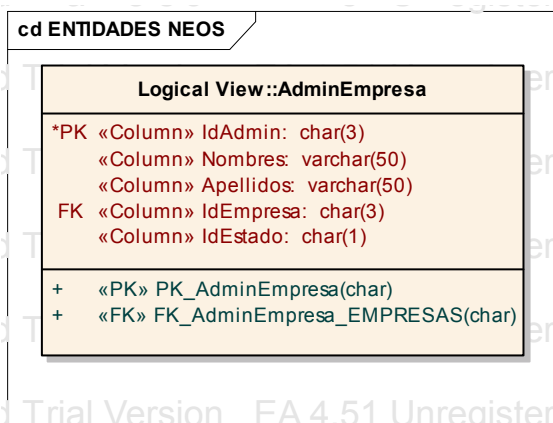 cd ENTIDADES NEOS
Logical View::AdminEmpresa
*PK «Column» IdAdmin: char(3)
«Column» Nombres: varchar(50)
«Column» Apellidos: varchar(50)
FK «Column» IdEmpresa: char(3)
«Column» IdEstado: char(1)
+ «PK» PK_AdminEmpresa(char)
+ «FK» FK_AdminEmpresa_EMPRESAS(char)
Trial Version EA 4.51 Unregister